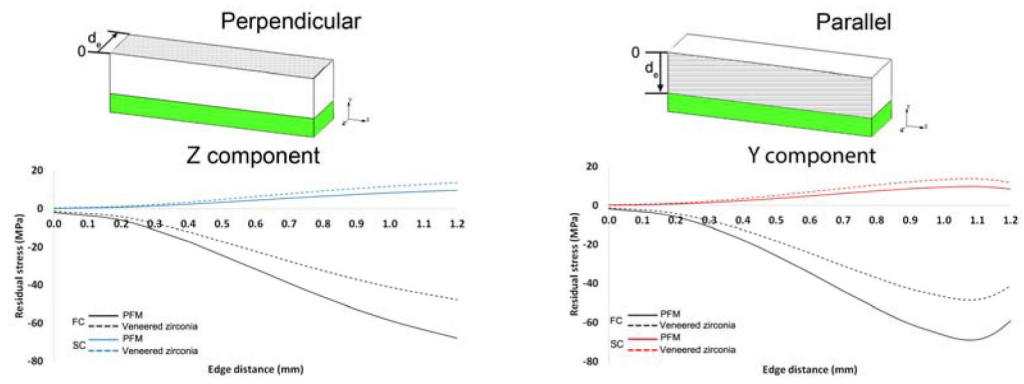 Perpendicular
dₑ
0
y
x
z
Z component
20
0
-20
-40
-60
-80
0.0 0.1 0.2 0.3 0.4 0.5 0.6 0.7 0.8 0.9 1.0 1.1 1.2
Residual stress (MPa)
FC
PFM
Veneered zirconia
SC
PFM
Veneered zirconia
Edge distance (mm)
Parallel
0
dₑ
y
x
z
Y component
20
0
-20
-40
-60
-80
0.0 0.1 0.2 0.3 0.4 0.5 0.6 0.7 0.8 0.9 1.0 1.1 1.2
Residual stress (MPa)
FC
PFM
Veneered zirconia
SC
PFM
Veneered zirconia
Edge distance (mm)